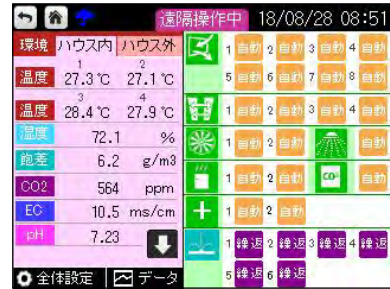 遠隔操作中 18/08/28 08:51
環境 ハウス内 ハウス外
1 2
温度 27.3℃ 27.1℃
3 4
温度 28.4℃ 27.9℃
湿度 72.1 %
飽差 6.2 g/m3
CO2 564 ppm
EC 10.5 ms/cm
pH 7.23
全体設定 データ
1 自動 2 自動 3 自動 4 自動
5 自動 6 自動 7 自動 8 自動
1 自動 2 自動 3 自動 4 自動
1 自動 2 自動 自動
1 自動 2 自動 CO² 自動
1 自動 2 自動
1 繰返 2 繰返 3 繰返 4 繰返
5 繰返 6 繰返